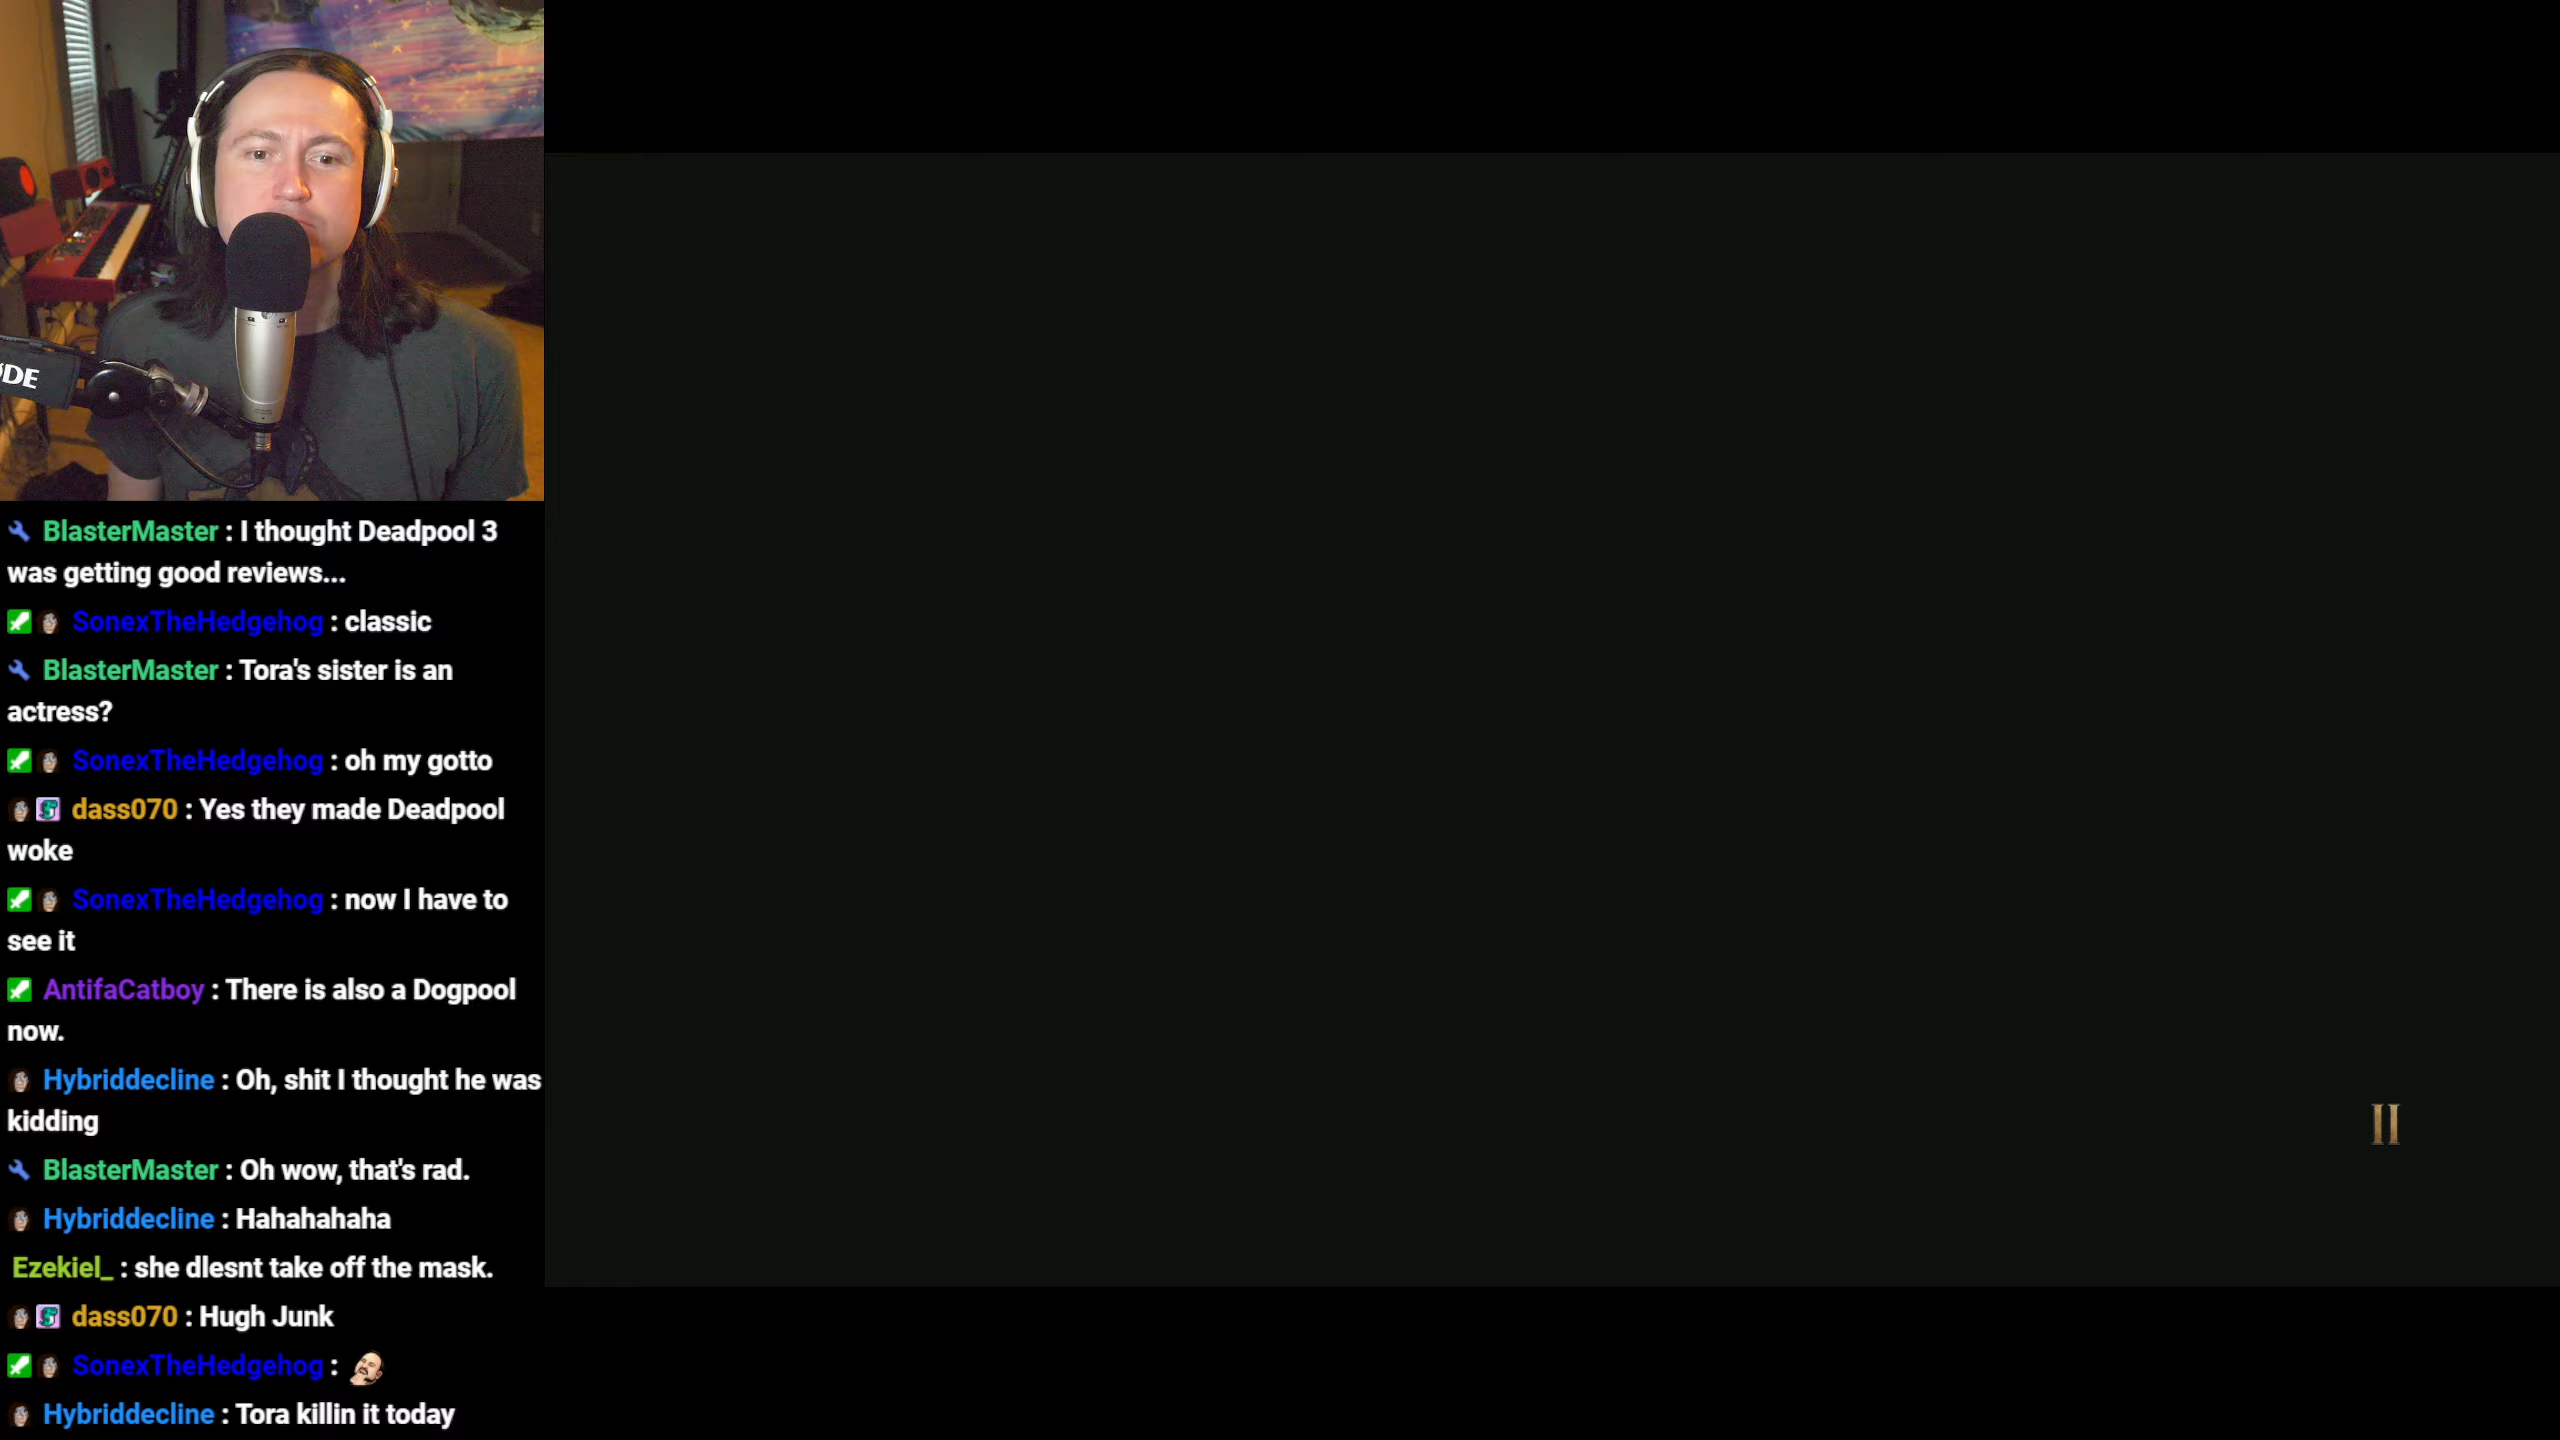 ØDE
BlasterMaster : I thought Deadpool 3
was getting good reviews...
SonexTheHedgehog : classic
BlasterMaster : Tora's sister is an
actress?
SonexTheHedgehog : oh my gotto
dass070 : Yes they made Deadpool
woke
SonexTheHedgehog : now I have to
see it
AntifaCatboy : There is also a Dogpool
now.
Hybriddecline : Oh, shit I thought he was
kidding
BlasterMaster : Oh wow, that's rad.
Hybriddecline : Hahahahaha
Ezekiel_ : she dlesnt take off the mask.
dass070 : Hugh Junk
SonexTheHedgehog :
Hybriddecline : Tora killin it today
II